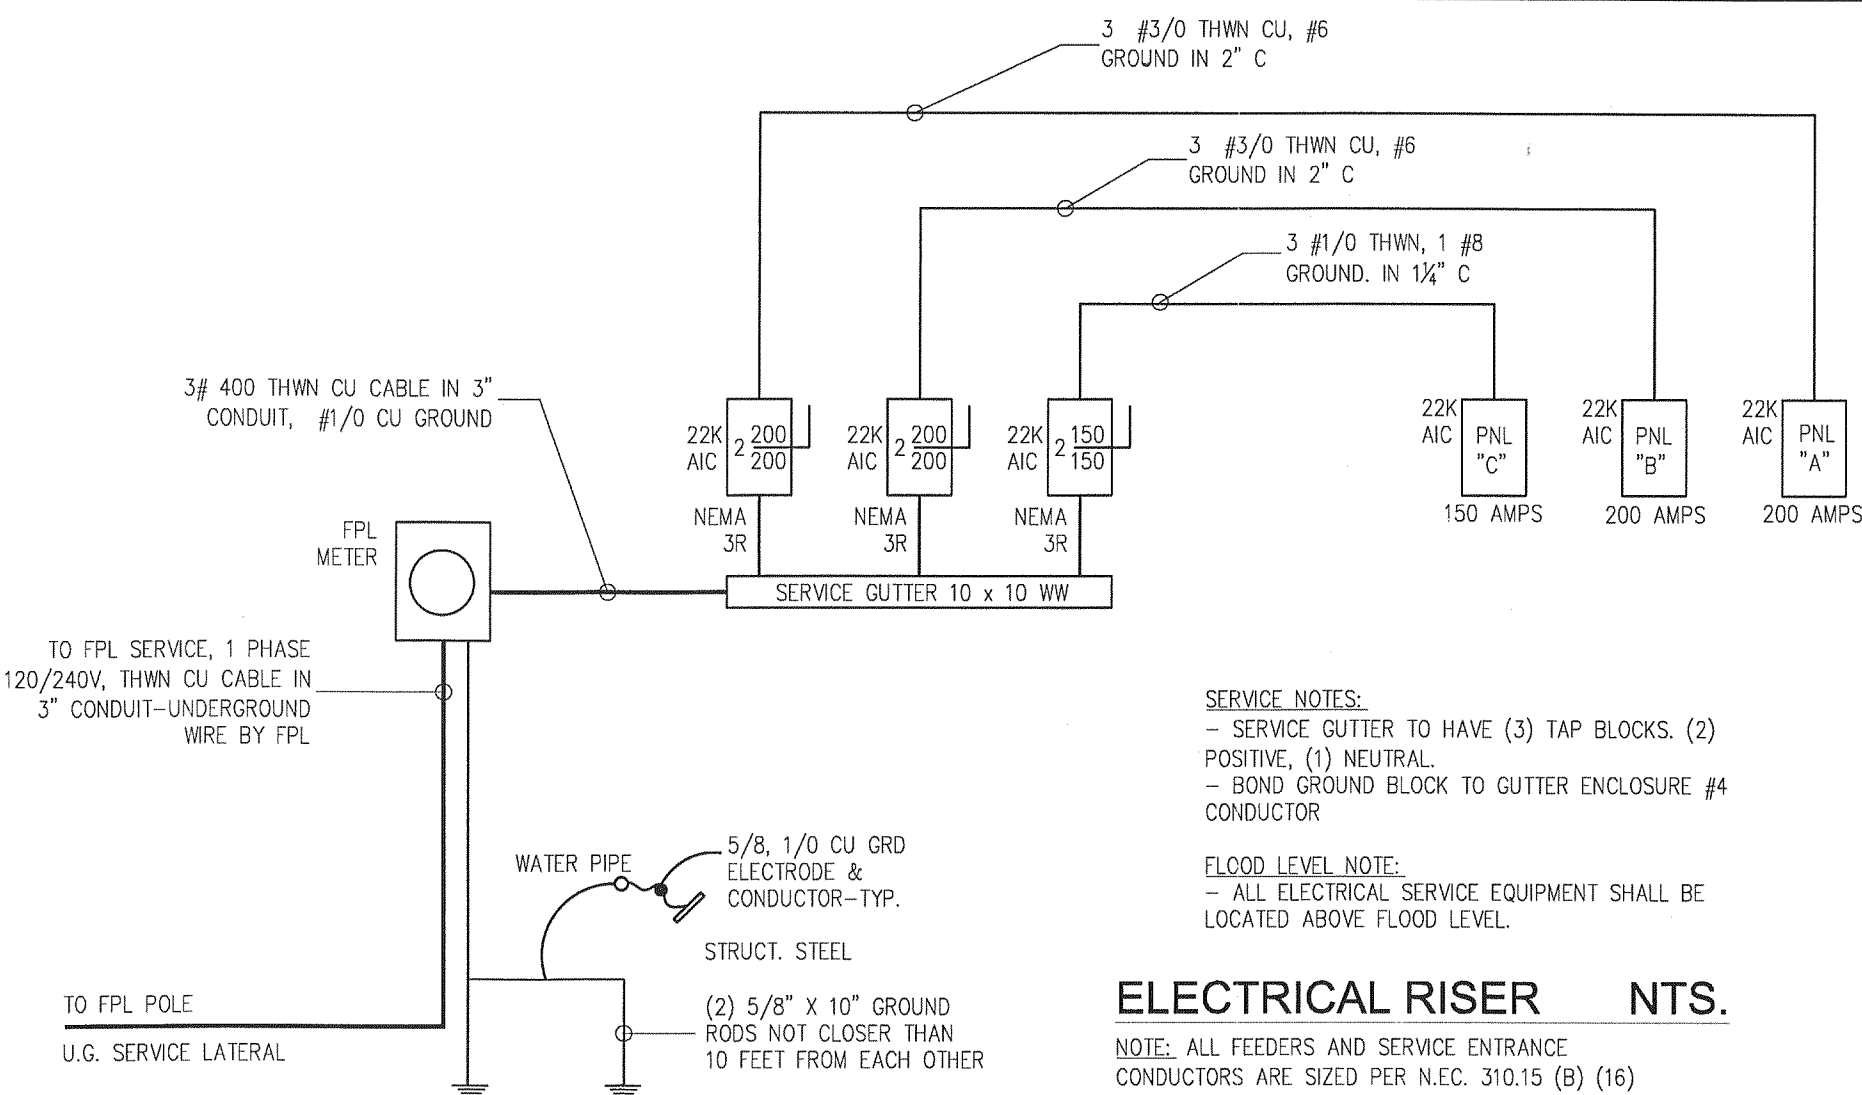 3 #3/0 THWN CU, #6
GROUND IN 2" C
3 #3/0 THWN CU, #6
GROUND IN 2" C
3 #1/0 THWN, 1 #8
GROUND. IN 1¼" C
3# 400 THWN CU CABLE IN 3"
CONDUIT, #1/0 CU GROUND
22K
AIC
2 200
200
NEMA
3R
22K
AIC
2 200
200
NEMA
3R
22K
AIC
2 150
150
NEMA
3R
22K
AIC
PNL
"C"
150 AMPS
22K
AIC
PNL
"B"
200 AMPS
22K
AIC
PNL
"A"
200 AMPS
FPL
METER
SERVICE GUTTER 10 x 10 WW
TO FPL SERVICE, 1 PHASE
120/240V, THWN CU CABLE IN
3" CONDUIT-UNDERGROUND
WIRE BY FPL
SERVICE NOTES:
- SERVICE GUTTER TO HAVE (3) TAP BLOCKS. (2)
POSITIVE, (1) NEUTRAL.
- BOND GROUND BLOCK TO GUTTER ENCLOSURE #4
CONDUCTOR
FLOOD LEVEL NOTE:
- ALL ELECTRICAL SERVICE EQUIPMENT SHALL BE
LOCATED ABOVE FLOOD LEVEL.
WATER PIPE
5/8, 1/0 CU GRD
ELECTRODE &
CONDUCTOR-TYP.
STRUCT. STEEL
(2) 5/8" X 10" GROUND
RODS NOT CLOSER THAN
10 FEET FROM EACH OTHER
TO FPL POLE
U.G. SERVICE LATERAL
ELECTRICAL RISER NTS.
NOTE: ALL FEEDERS AND SERVICE ENTRANCE
CONDUCTORS ARE SIZED PER N.EC. 310.15 (B) (16)